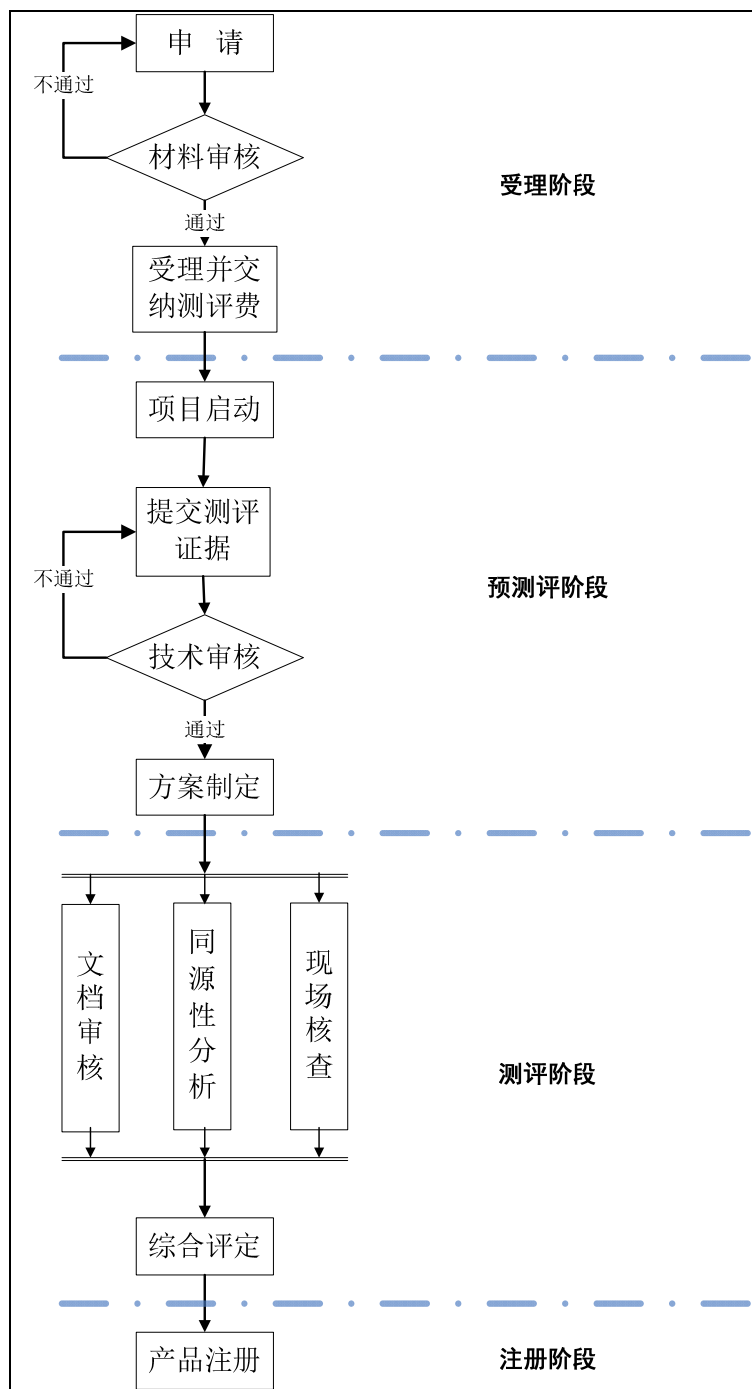 申 请
不通过
材料审核
受理阶段
通过
受理并交
纳测评费
项目启动
提交测评
证据
不通过
预测评阶段
技术审核
通过
方案制定
文档审核
同源性分析
现场核查
测评阶段
综合评定
产品注册
注册阶段